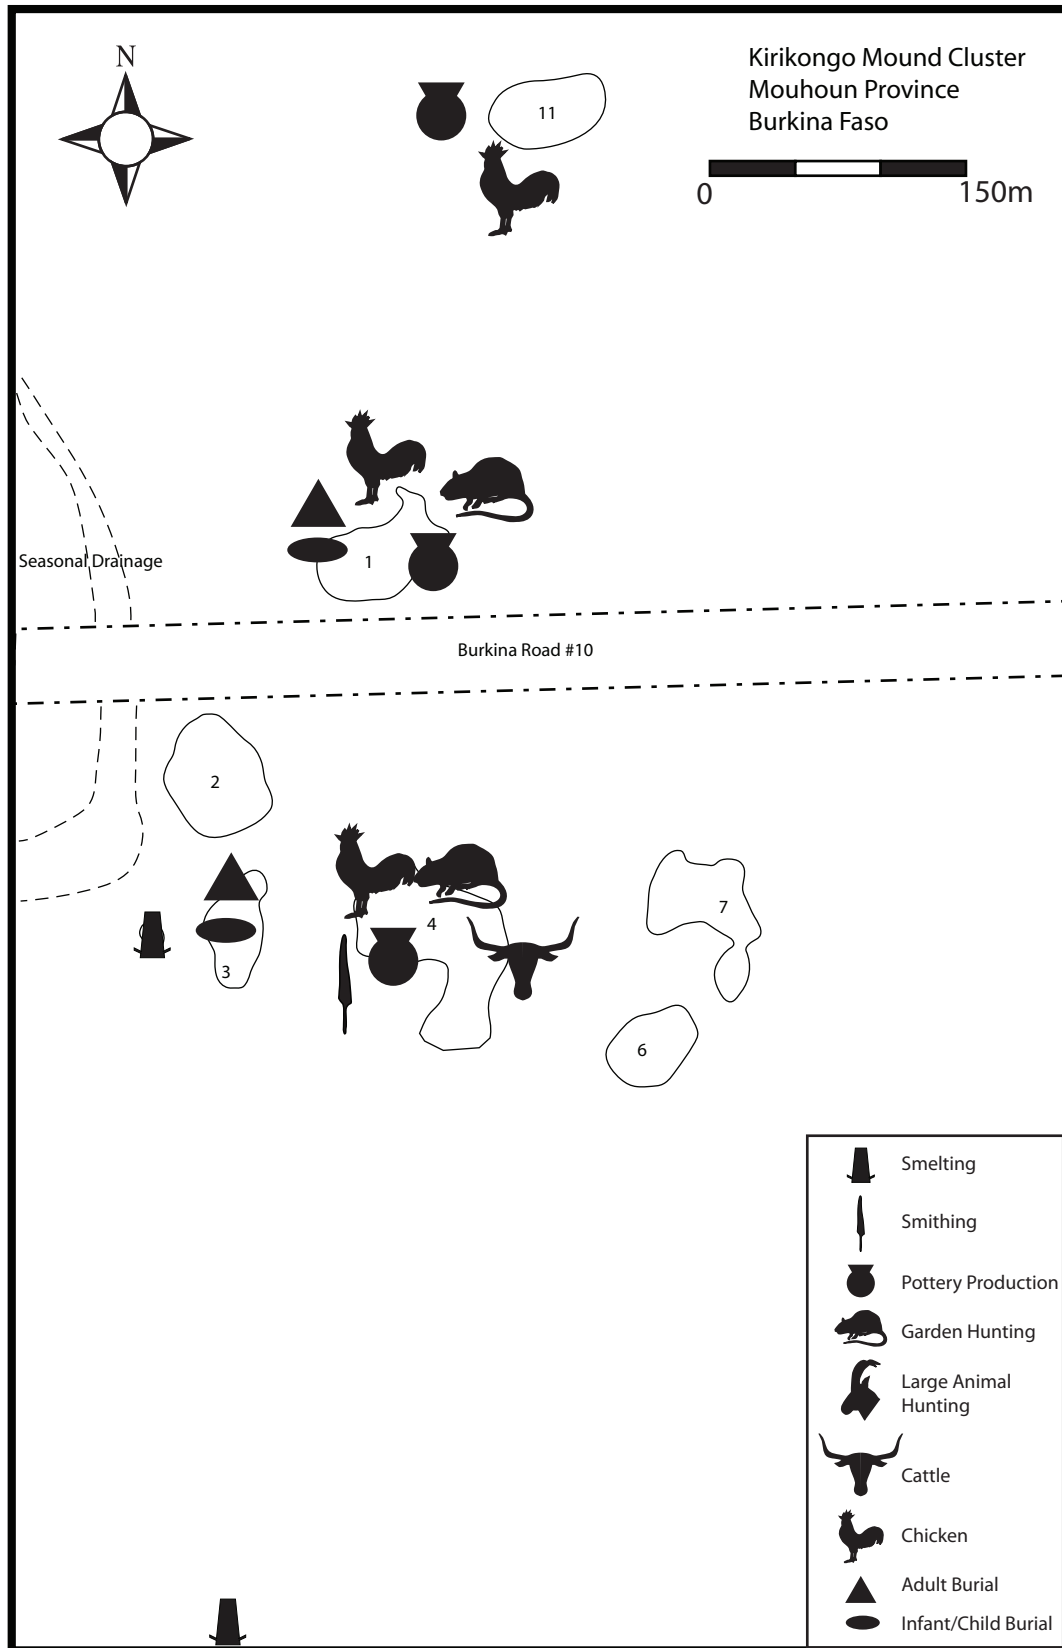 N
Kirikongo Mound Cluster
Mouhoun Province
Burkina Faso
0 150m
11
1
Seasonal Drainage
Burkina Road #10
2
4
7
3
6
Smelting
Smithing
Pottery Production
Garden Hunting
Large Animal
Hunting
Cattle
Chicken
Adult Burial
Infant/Child Burial